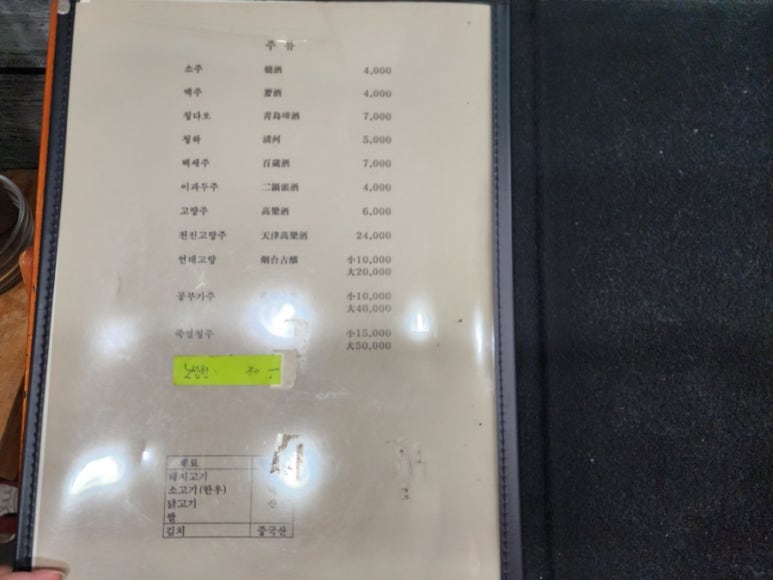 주 류
소주 燒酒 4,000
맥주 麥酒 4,000
칭다오 靑島啤酒 7,000
청하 淸河 5,000
백세주 百歲酒 7,000
이과두주 二鍋頭酒 4,000
고량주 高粱酒 6,000
천진고량주 天津高粱酒 24,000
연태고량 烟台古釀 小10,000
大20,000
공부가주 小10,000
大40,000
죽엽청주 小15,000
大50,000
30
재료
돼지고기
소고기(한우)
닭고기 산
쌀
김치 중국산